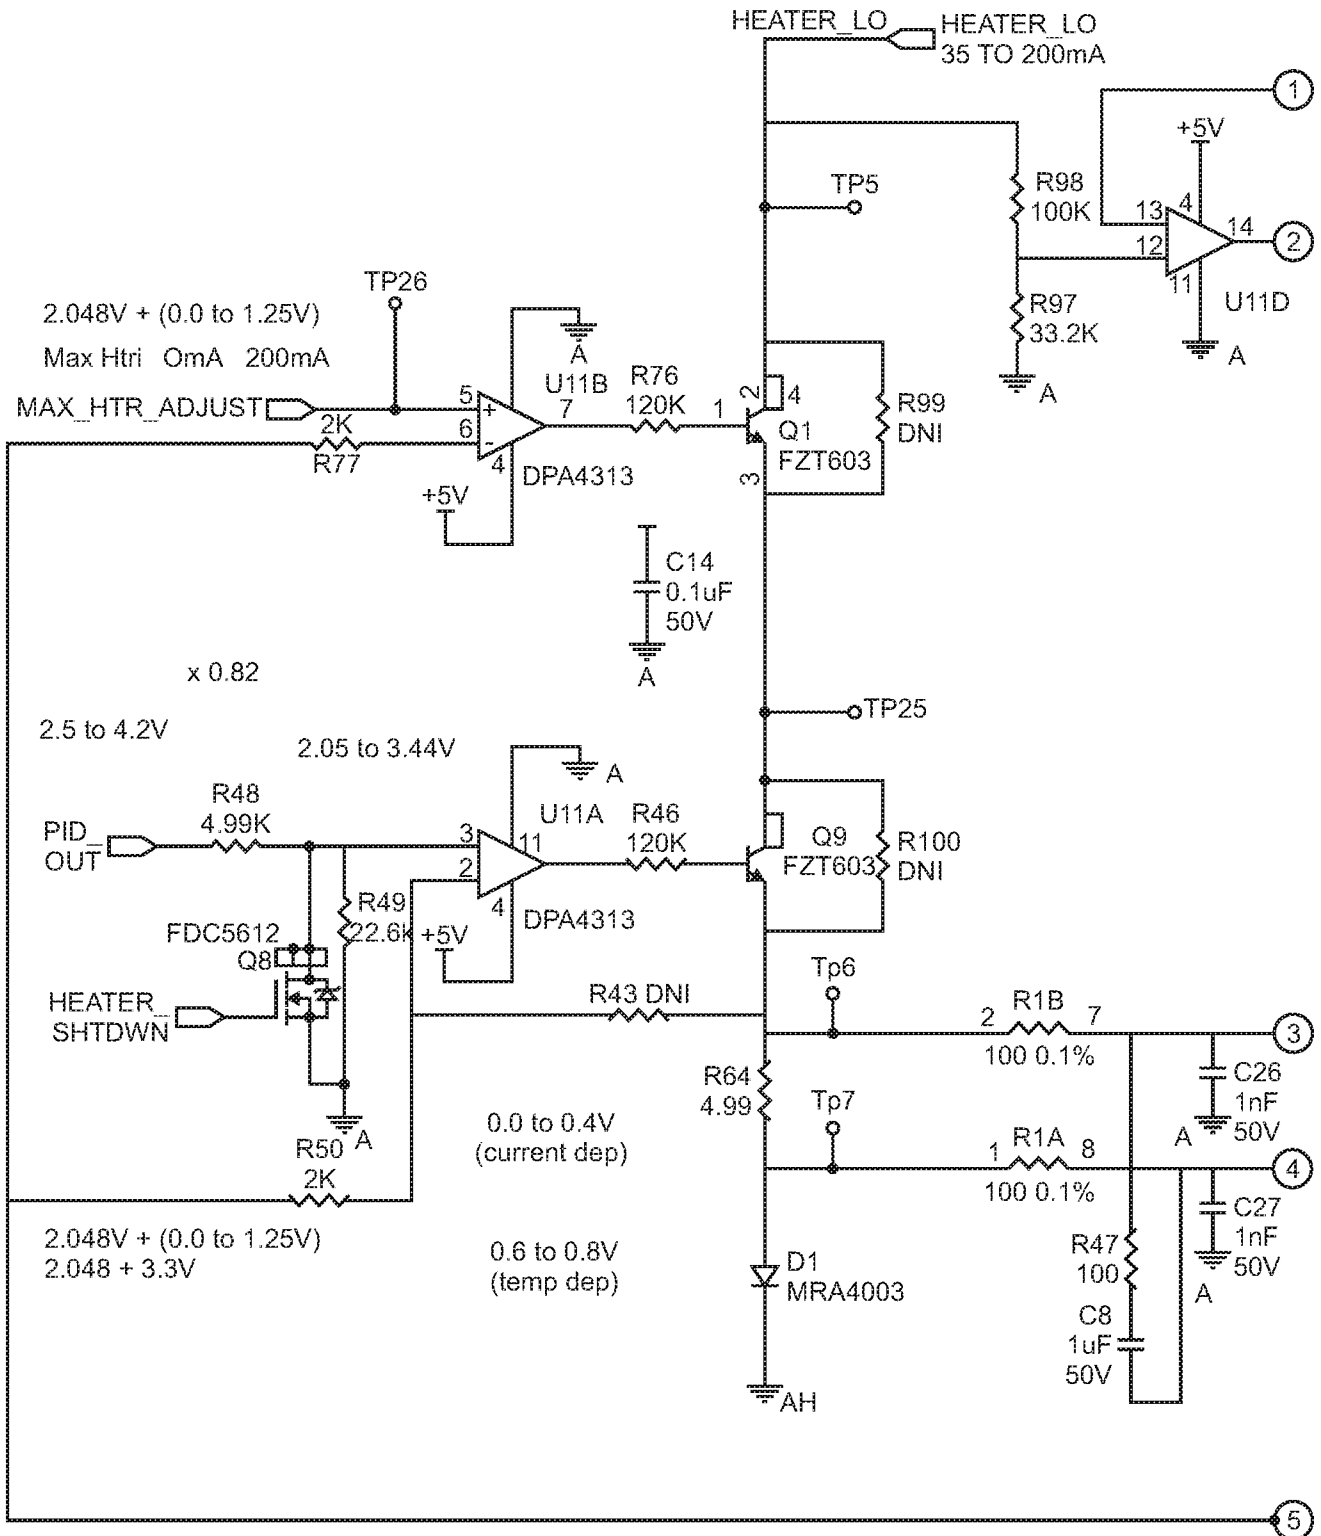 HEATER_LO
HEATER_LO
35 TO 200mA
1
+5V
TP5
R98
100K
13
4
14
2
12
11
U11D
R97
33.2K
A
A
TP26
2.048V + (0.0 to 1.25V)
Max Htri OmA 200mA
MAX_HTR_ADJUST
A
U11B
5
+
7
6
-
4
2K
R77
DPA4313
+5V
R76
120K
1
2
4
Q1
FZT603
3
R99
DNI
C14
0.1uF
50V
A
x 0.82
2.5 to 4.2V
2.05 to 3.44V
TP25
A
R48
4.99K
PID_
OUT
U11A
3
11
2
4
DPA4313
R46
120K
Q9
FZT603
R100
DNI
R49
22.6K
+5V
FDC5612
Q8
HEATER_
SHTDWN
A
R43 DNI
Tp6
2
R1B
7
100 0.1%
3
R64
4.99
C26
1nF
50V
A
Tp7
1
R1A
8
100 0.1%
4
0.0 to 0.4V
(current dep)
R50
2K
C27
1nF
50V
A
2.048V + (0.0 to 1.25V)
2.048 + 3.3V
0.6 to 0.8V
(temp dep)
D1
MRA4003
R47
100
C8
1uF
50V
AH
5